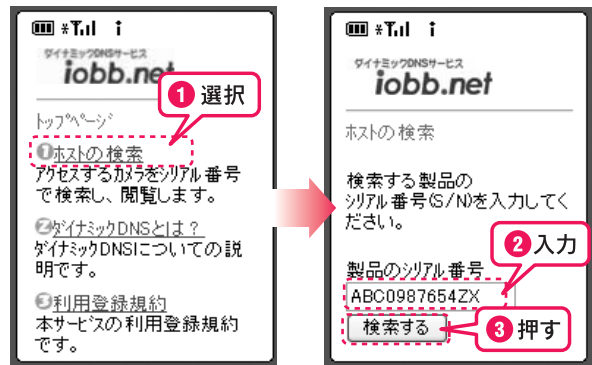 ダイナミックDNSサービス
iobb.net
❶選択
トップページ
❶ホストの検索
アクセスするカメラをシリアル番号
で検索し、閲覧します。
❷ダイナミックDNSとは？
ダイナミックDNSについての説
明です。
❸利用登録規約
本サービスの利用登録規約
です。
ダイナミックDNSサービス
iobb.net
ホストの検索
検索する製品の
シリアル番号(S/N)を入力してく
ださい。
❷入力
製品のシリアル番号
ABC0987654ZX
検索する
❸押す